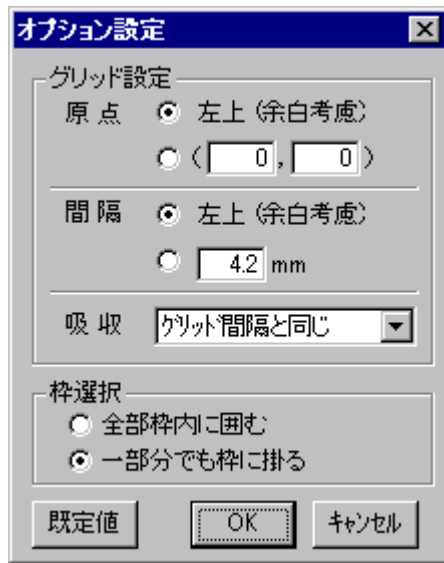 オプション設定
グリッド設定
原 点 左上 (余白考慮)
( 0 , 0 )
間 隔 左上 (余白考慮)
4.2 mm
吸 収 グリッド間隔と同じ
枠選択
全部枠内に囲む
一部分でも枠に掛る
既定値 OK キャンセル